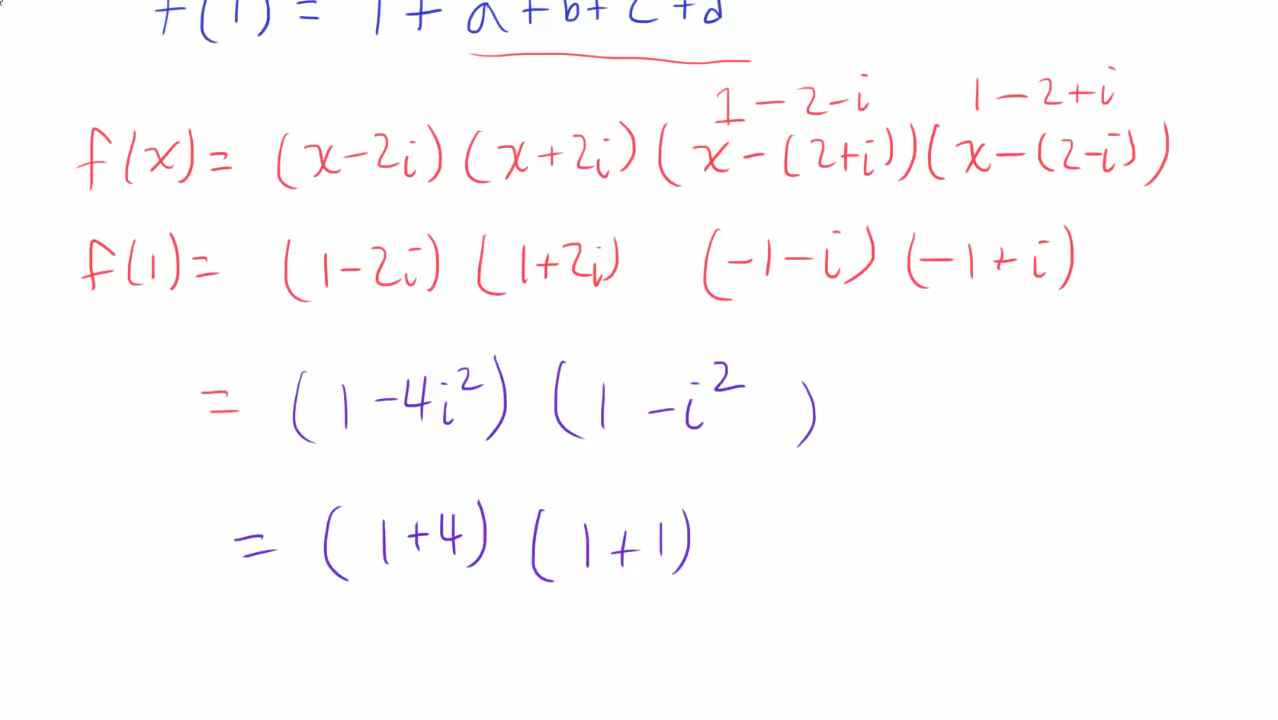 f(1) = 1 + a + b + c + d
1 - 2 - i 1 - 2 + i
f(x) = (x - 2i) (x + 2i) (x - (2+i)) (x - (2-i))
f(1) = (1 - 2i) (1 + 2i) (-1 - i) (-1 + i)
= (1 - 4i²) (1 - i²)
= (1+4) (1+1)